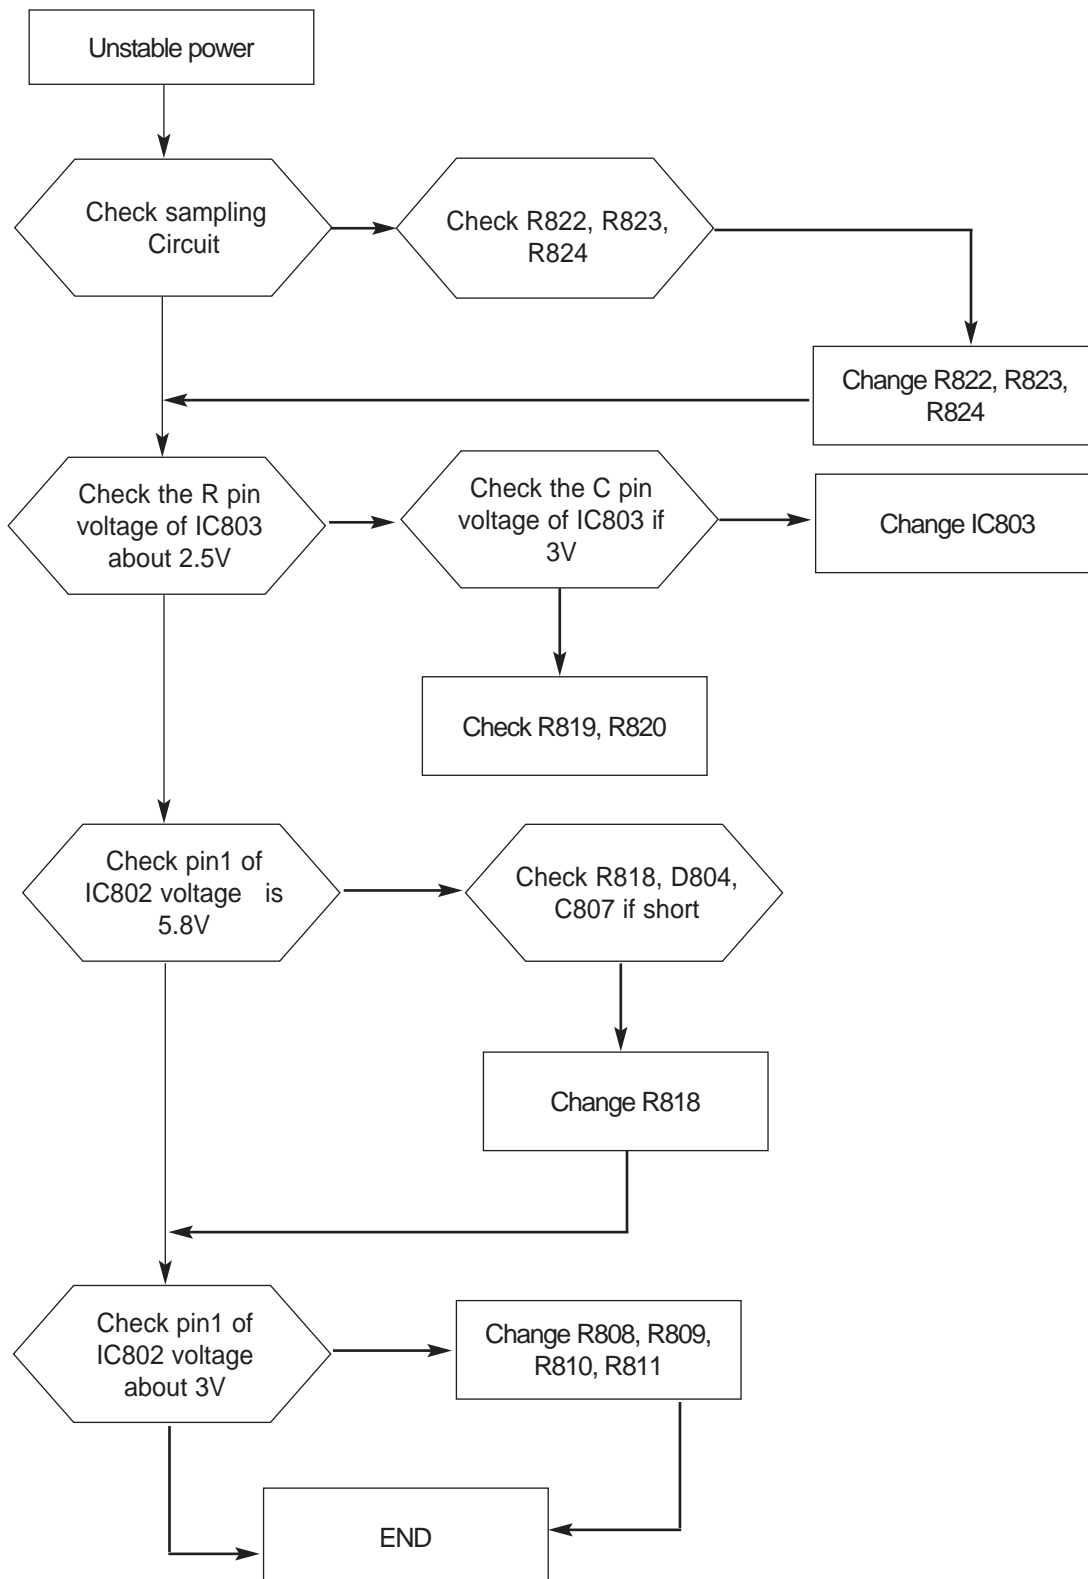 Unstable power
Check sampling
Circuit
Check R822, R823,
R824
Change R822, R823,
R824
Check the R pin
voltage of IC803
about 2.5V
Check the C pin
voltage of IC803 if
3V
Change IC803
Check R819, R820
Check pin1 of
IC802 voltage is
5.8V
Check R818, D804,
C807 if short
Change R818
Check pin1 of
IC802 voltage
about 3V
Change R808, R809,
R810, R811
END